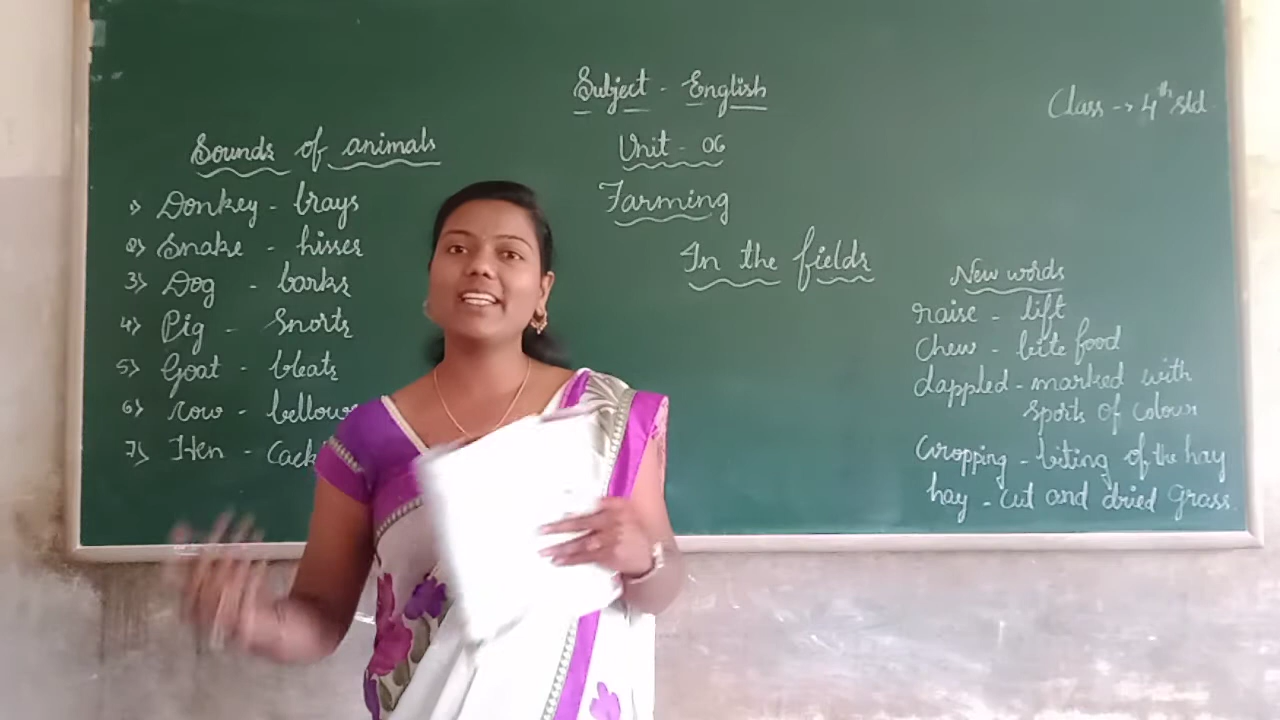 Subject - English
Class → 4th std
Unit - 06
Farming
In the fields
Sounds of animals
1) Donkey - brays
2) Snake - hisses
3) Dog - barks
4) Pig - Snorts
5) Goat - bleats
6) cow - bellows
7) Hen - Cack
New words
raise - lift
chew - bite food
dappled - marked with
spots of colour
cropping - biting of the hay
hay - cut and dried grass.